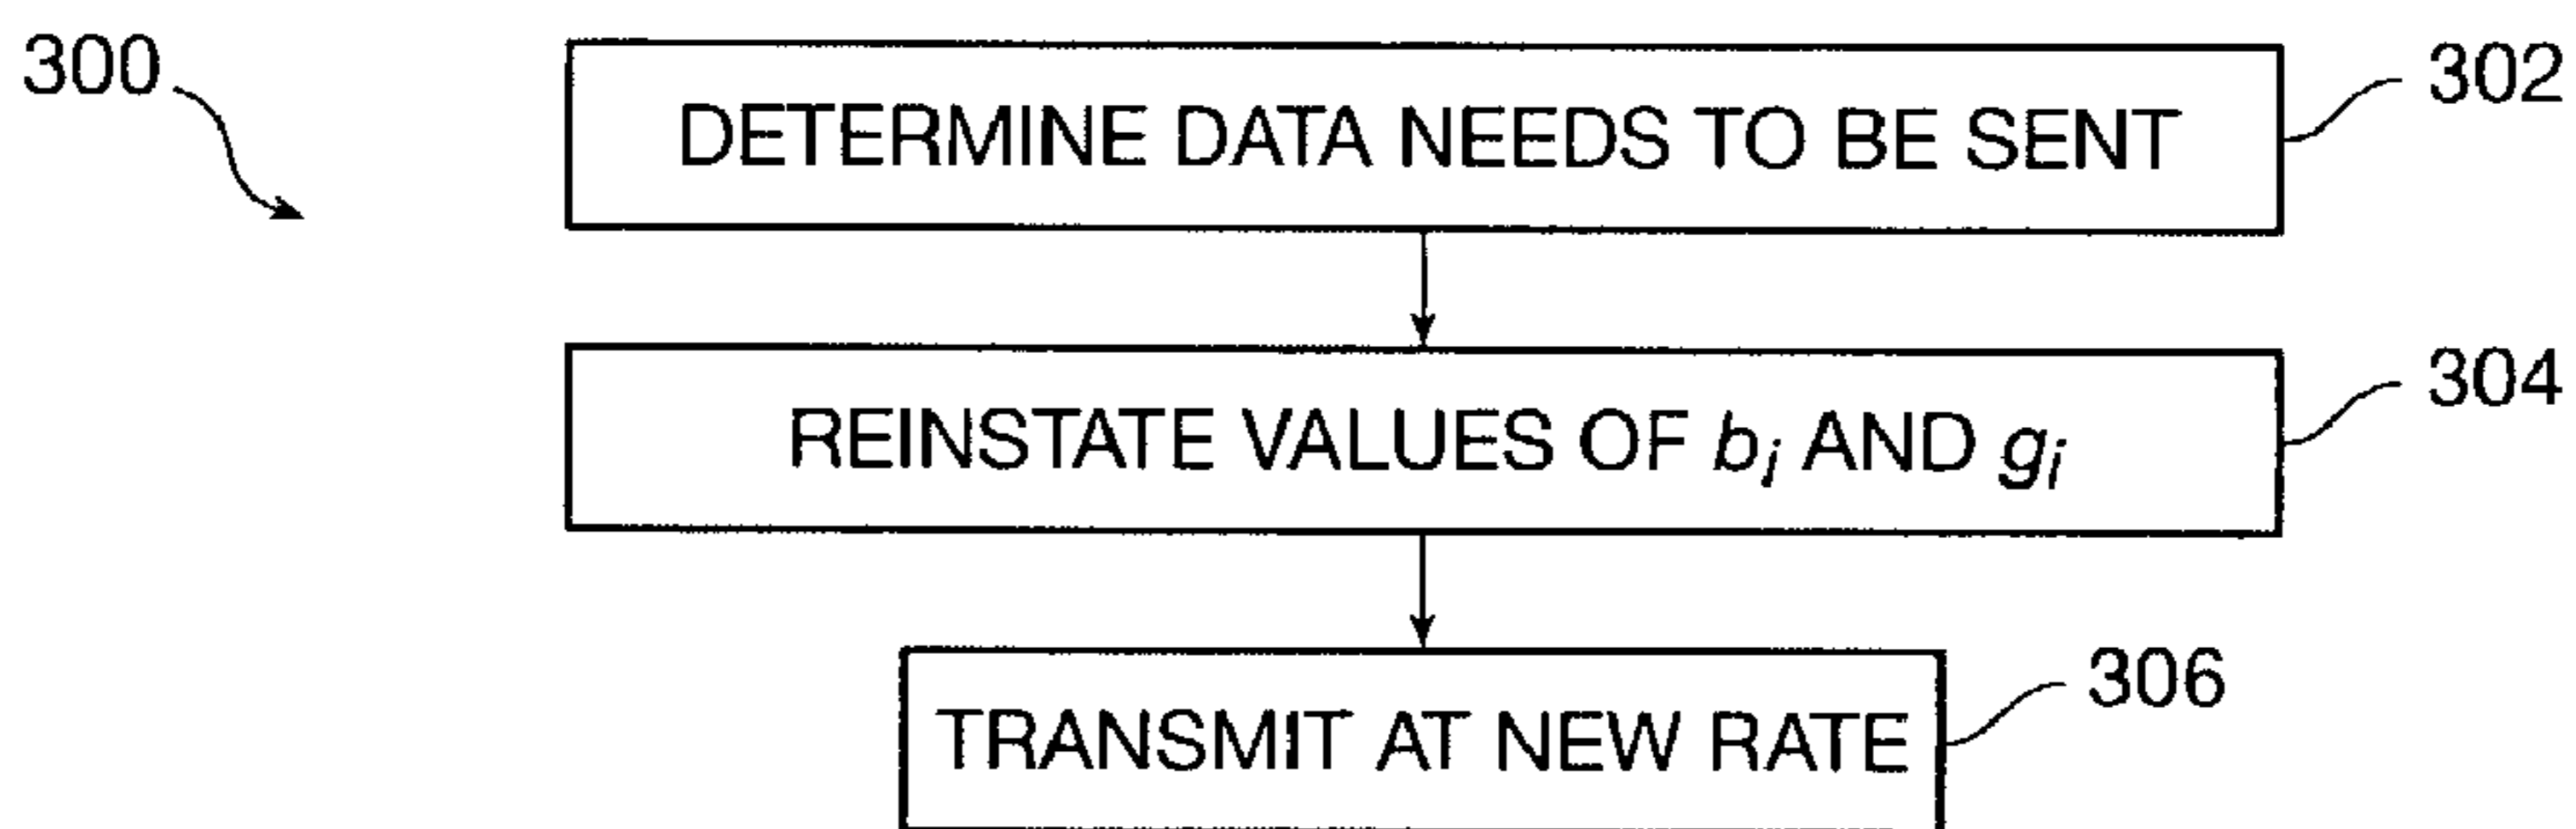 300
DETERMINE DATA NEEDS TO BE SENT
302
REINSTATE VALUES OF bi AND gi
304
TRANSMIT AT NEW RATE
306